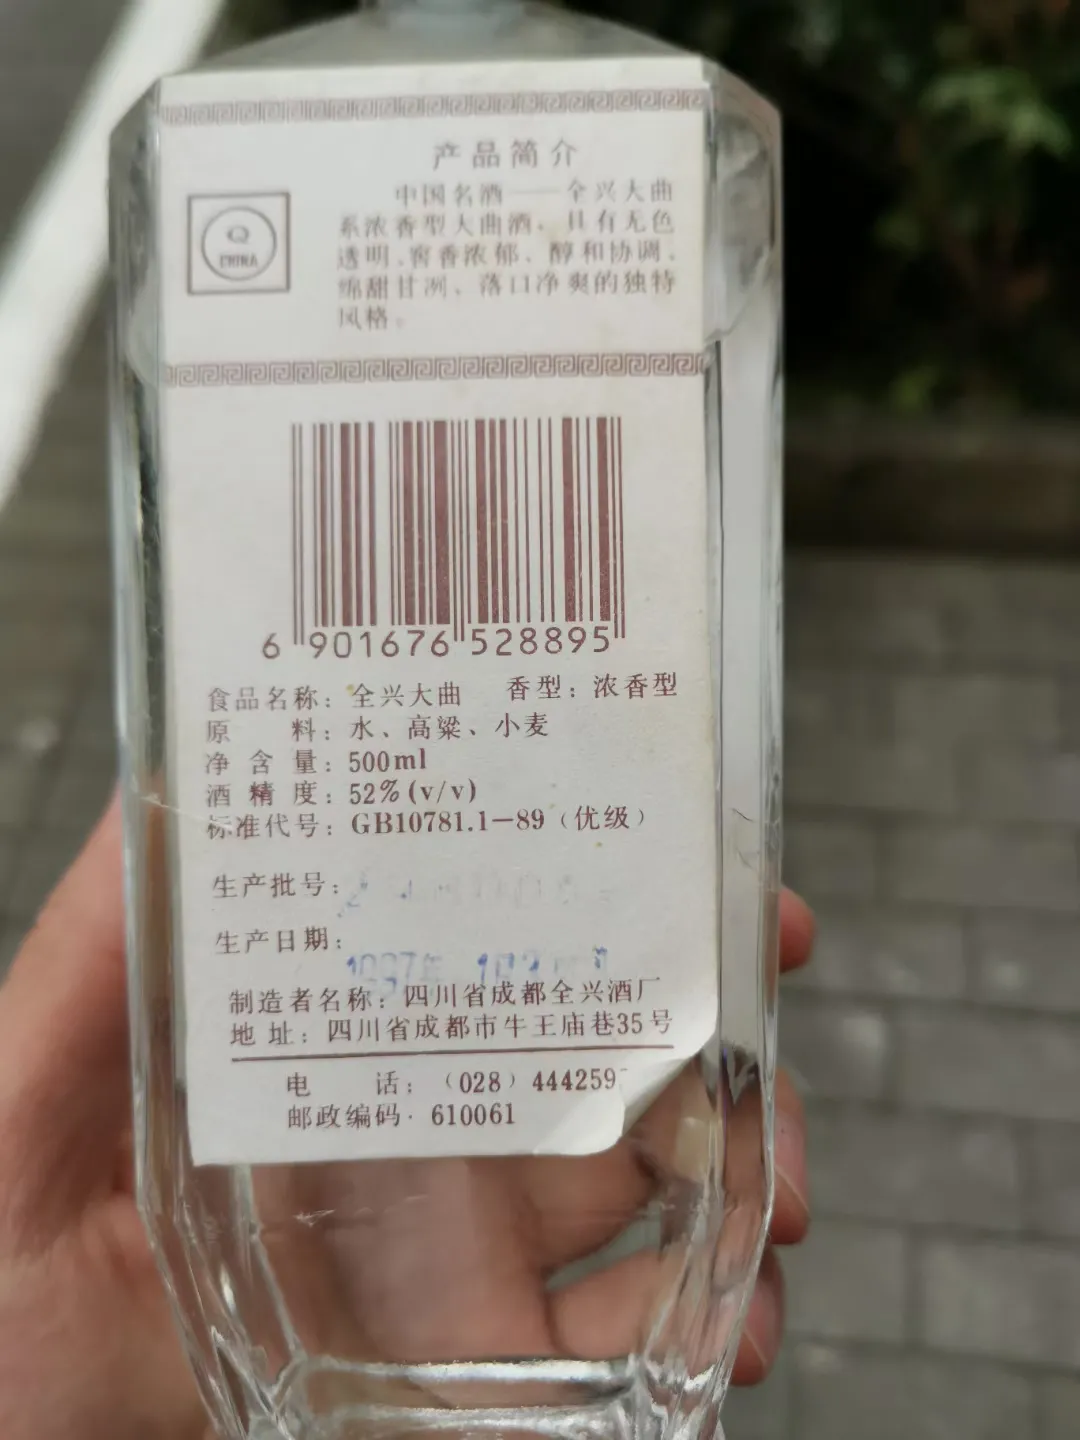 产品简介
中国名酒——全兴大曲
系浓香型大曲酒，具有无色
透明、窖香浓郁、醇和协调、
绵甜甘冽、落口净爽的独特
风格。
Q
CHINA
6 901676 528895
食品名称：全兴大曲 香型：浓香型
原 料：水、高粱、小麦
净 含 量：500ml
酒 精 度：52%(v/v)
标准代号：GB10781.1-89（优级）
生产批号：
生产日期：
1997年
制造者名称：四川省成都全兴酒厂
地 址：四川省成都市牛王庙巷35号
电 话：（028）444259
邮政编码·610061